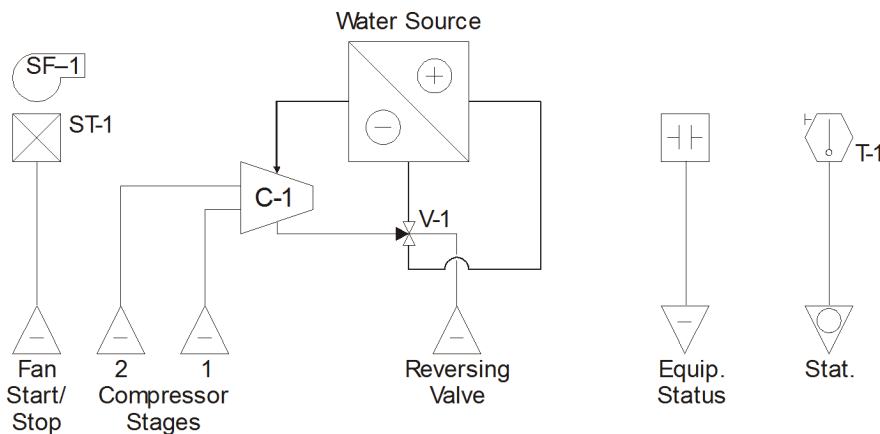 Water Source
SF–1
ST-1
C-1
V-1
T-1
Fan
Start/
Stop
2 1
Compressor
Stages
Reversing
Valve
Equip.
Status
Stat.